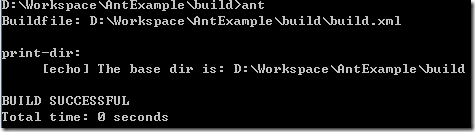 D:\Workspace\AntExample\build>ant
Buildfile: D:\Workspace\AntExample\build\build.xml
print-dir:
[echo] The base dir is: D:\Workspace\AntExample\build
BUILD SUCCESSFUL
Total time: 0 seconds